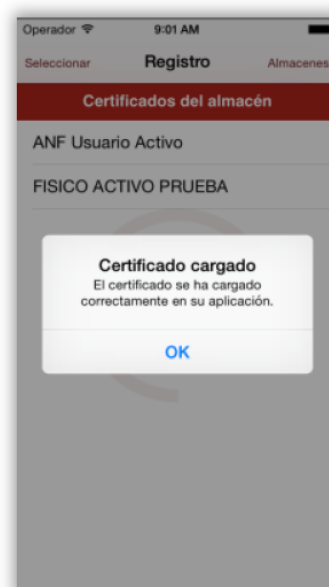 Operador 9:01 AM
Seleccionar Registro Almacenes
Certificados del almacén
ANF Usuario Activo
FISICO ACTIVO PRUEBA
Certificado cargado
El certificado se ha cargado
correctamente en su aplicación.
OK